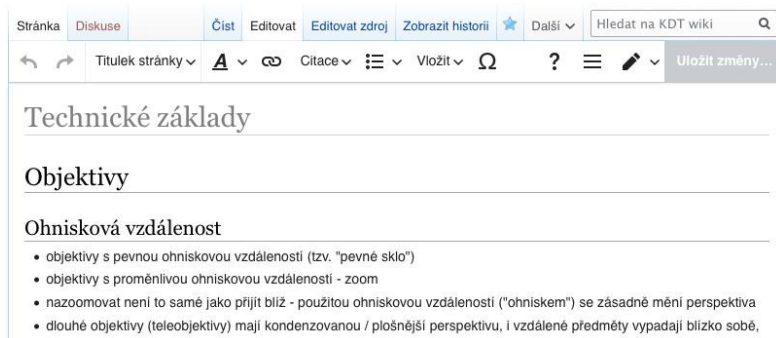 Stránka Diskuse Číst Editovat Editovat zdroj Zobrazit historii Další Hledat na KDT wiki
Titulek stránky A Citace Vložit Ω ? Uložit změny...
Technické základy
Objektivy
Ohnisková vzdálenost
• objektivy s pevnou ohniskovou vzdáleností (tzv. "pevné sklo")
• objektivy s proměnlivou ohniskovou vzdáleností - zoom
• nazoomovat není to samé jako přijít blíž - použitou ohniskovou vzdáleností ("ohniskem") se zásadně mění perspektiva
• dlouhé objektivy (teleobjektivy) mají kondenzovanou / plošnější perspektivu, i vzdálené předměty vypadají blízko sobě,